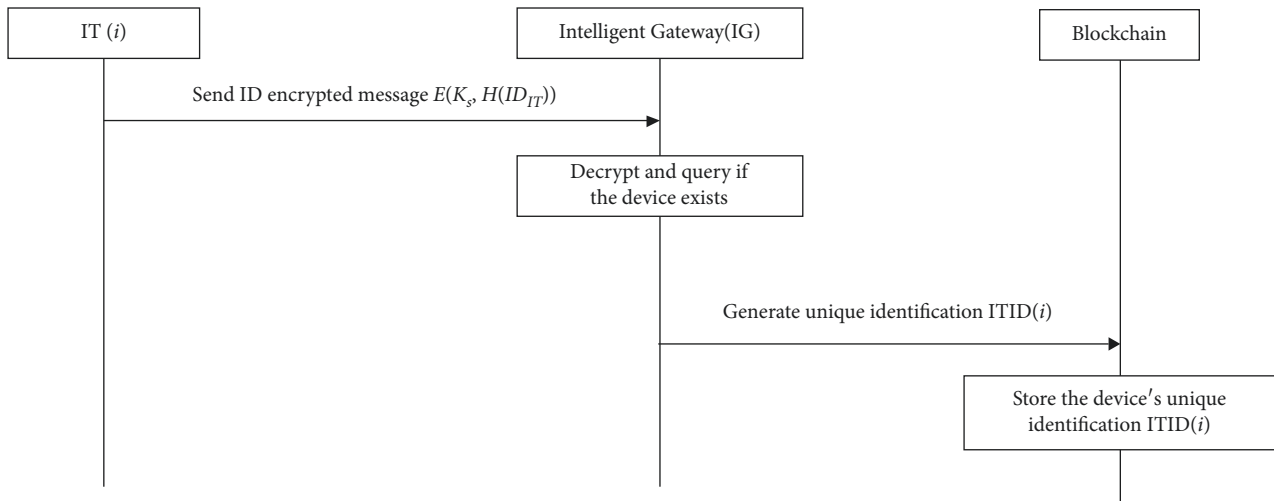 IT (i)
Intelligent Gateway(IG)
Blockchain
Send ID encrypted message E(Kₛ, H(ID_IT))
Decrypt and query if
the device exists
Generate unique identification ITID(i)
Store the device′s unique
identification ITID(i)